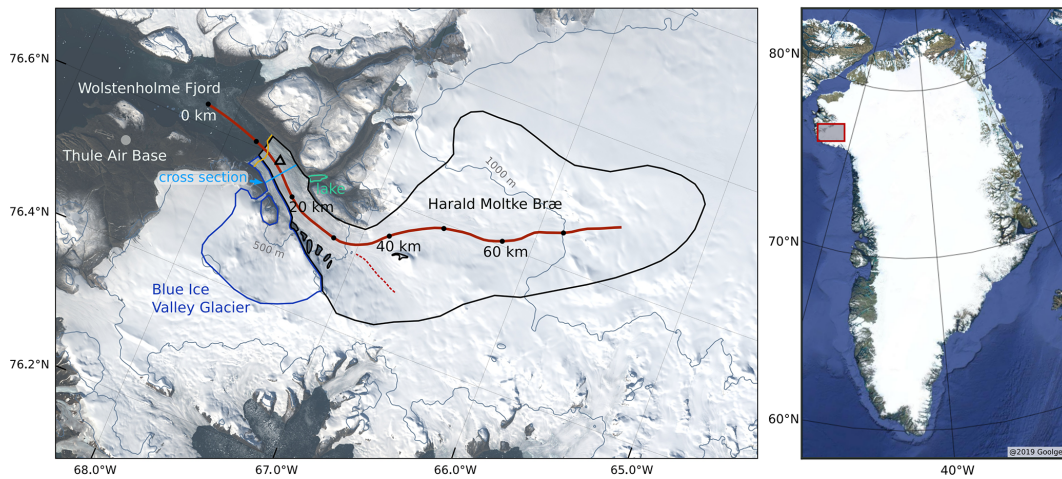 76.6°N
76.4°N
76.2°N
68.0°W
67.0°W
66.0°W
65.0°W
Wolstenholme Fjord
0 km
Thule Air Base
cross section
lake
20 km
500 m
Blue Ice
Valley Glacier
1000 m
Harald Moltke Bræ
40 km
60 km
80°N
70°N
60°N
40°W
@2019 Goolge